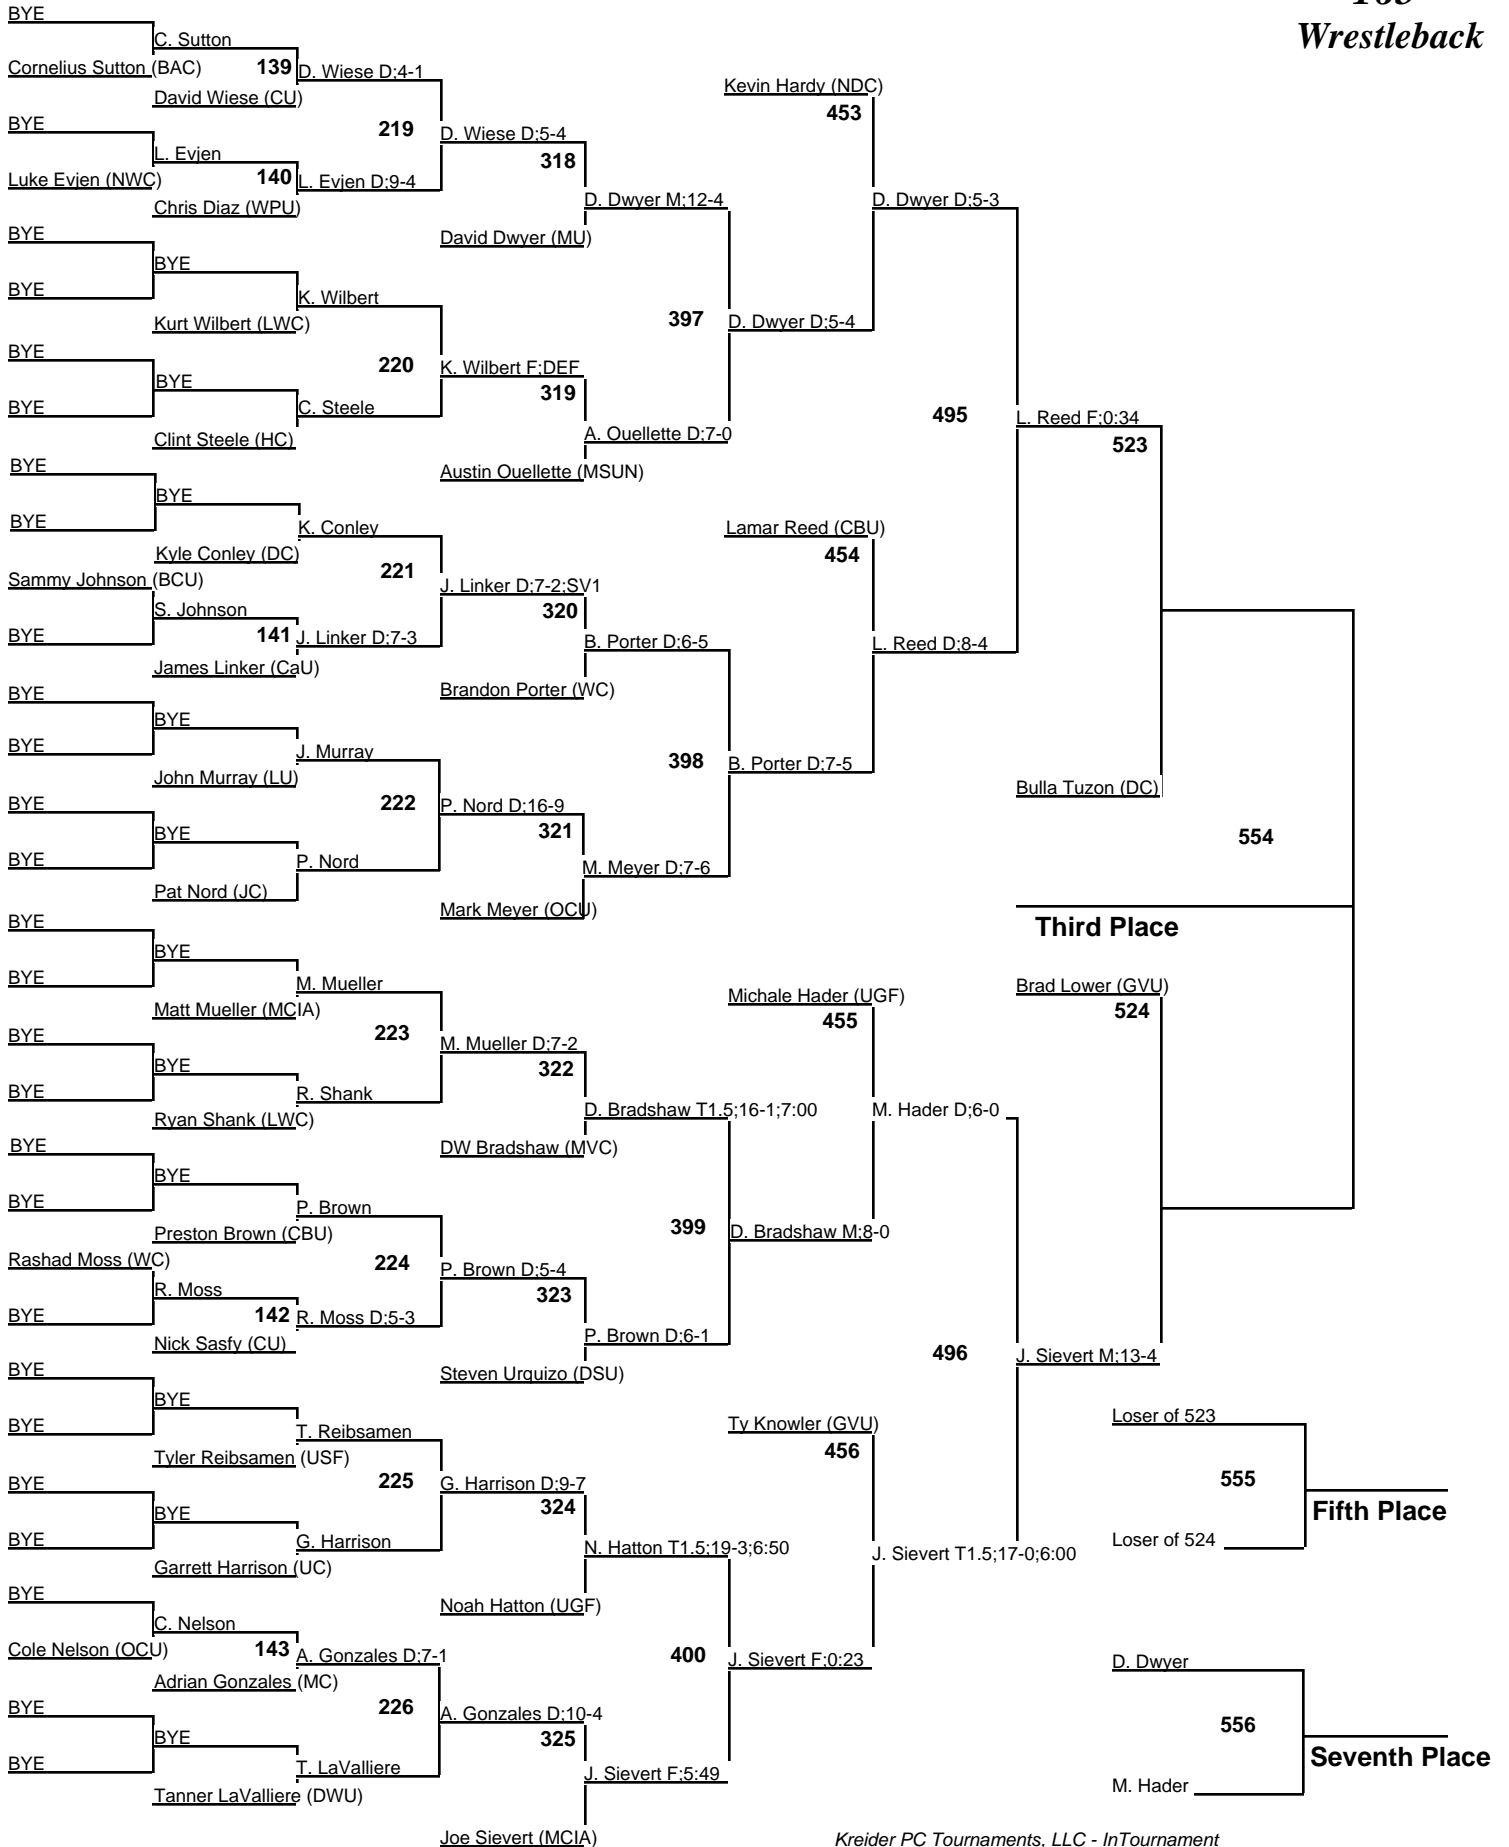 165
Wrestleback
BYE
C. Sutton
Cornelius Sutton (BAC)
139
D. Wiese D;4-1
David Wiese (CU)
219
BYE
D. Wiese D;5-4
L. Evjen
318
Luke Evjen (NWC)
140
L. Evjen D;9-4
Chris Diaz (WPU)
D. Dwyer M;12-4
David Dwyer (MU)
BYE
BYE
BYE
K. Wilbert
Kurt Wilbert (LWC)
397
D. Dwyer D;5-4
BYE
220
K. Wilbert F;DEF
BYE
319
BYE
C. Steele
Clint Steele (HC)
A. Ouellette D;7-0
Austin Ouellette (MSUN)
Kevin Hardy (NDC)
453
D. Dwyer D;5-3
495
L. Reed F;0:34
523
BYE
BYE
BYE
K. Conley
Kyle Conley (DC)
221
Sammy Johnson (BCU)
J. Linker D;7-2;SV1
S. Johnson
320
BYE
141
J. Linker D;7-3
James Linker (CaU)
B. Porter D;6-5
Brandon Porter (WC)
Lamar Reed (CBU)
454
L. Reed D;8-4
BYE
BYE
BYE
J. Murray
John Murray (LU)
398
B. Porter D;7-5
BYE
222
P. Nord D;16-9
BYE
321
BYE
P. Nord
Pat Nord (JC)
M. Meyer D;7-6
Mark Meyer (OCU)
Bulla Tuzon (DC)
554
Third Place
BYE
BYE
BYE
M. Mueller
Matt Mueller (MCIA)
223
BYE
M. Mueller D;7-2
BYE
322
BYE
R. Shank
Ryan Shank (LWC)
D. Bradshaw T1.5;16-1;7:00
DW Bradshaw (MVC)
Michale Hader (UGF)
455
M. Hader D;6-0
Brad Lower (GVU)
524
BYE
BYE
BYE
P. Brown
Preston Brown (CBU)
399
D. Bradshaw M;8-0
Rashad Moss (WC)
224
P. Brown D;5-4
R. Moss
323
BYE
142
R. Moss D;5-3
Nick Sasfy (CU)
P. Brown D;6-1
Steven Urquizo (DSU)
496
J. Sievert M;13-4
BYE
BYE
BYE
T. Reibsamen
Tyler Reibsamen (USF)
225
BYE
G. Harrison D;9-7
BYE
324
BYE
G. Harrison
Garrett Harrison (UC)
N. Hatton T1.5;19-3;6:50
Noah Hatton (UGF)
Ty Knowler (GVU)
456
J. Sievert T1.5;17-0;6:00
Loser of 523
555
Fifth Place
Loser of 524
BYE
C. Nelson
Cole Nelson (OCU)
143
A. Gonzales D;7-1
Adrian Gonzales (MC)
400
J. Sievert F;0:23
BYE
226
A. Gonzales D;10-4
BYE
325
BYE
T. LaValliere
Tanner LaValliere (DWU)
J. Sievert F;5:49
Joe Sievert (MCIA)
D. Dwyer
556
Seventh Place
M. Hader
Kreider PC Tournaments, LLC - InTournament